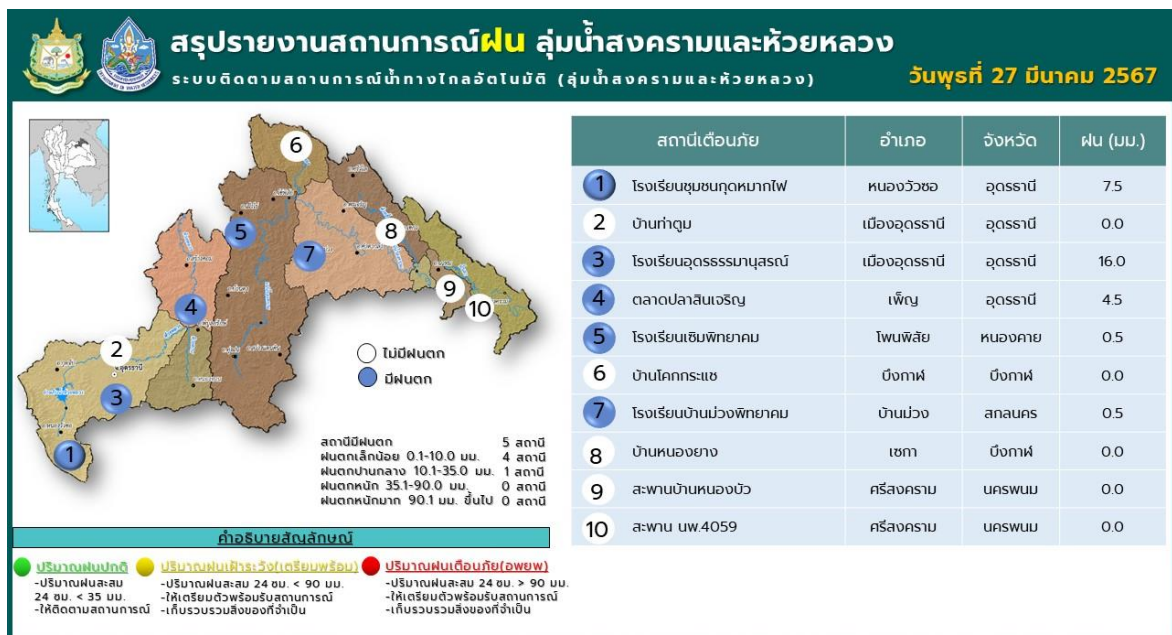 สรุปรายงานสถานการณ์ฝน ลุ่มน้ำสงครามและห้วยหลวง
ระบบติดตามสถานการณ์น้ำทางไกลอัตโนมัติ (ลุ่มน้ำสงครามและห้วยหลวง)
วันพุธที่ 27 มีนาคม 2567
6
5
7
8
4
9
10
2
อุดรธานี
3
1
ไม่มีฝนตก
มีฝนตก
สถานีมีฝนตก 5 สถานี
ฝนตกเล็กน้อย 0.1-10.0 มม. 4 สถานี
ฝนตกปานกลาง 10.1-35.0 มม. 1 สถานี
ฝนตกหนัก 35.1-90.0 มม. 0 สถานี
ฝนตกหนักมาก 90.1 มม. ขึ้นไป 0 สถานี
สถานีเตือนภัย อำเภอ จังหวัด ฝน (มม.)
1 โรงเรียนชุมชนกุดหมากไฟ หนองวัวซอ อุดรธานี 7.5
2 บ้านท่าตูม เมืองอุดรธานี อุดรธานี 0.0
3 โรงเรียนอุดรธรรมานุสรณ์ เมืองอุดรธานี อุดรธานี 16.0
4 ตลาดปลาสินเจริญ เพ็ญ อุดรธานี 4.5
5 โรงเรียนเซิมพิทยาคม โพนพิสัย หนองคาย 0.5
6 บ้านโคกกระแซ บึงกาฬ บึงกาฬ 0.0
7 โรงเรียนบ้านม่วงพิทยาคม บ้านม่วง สกลนคร 0.5
8 บ้านหนองยาง เซกา บึงกาฬ 0.0
9 สะพานบ้านหนองบัว ศรีสงคราม นครพนม 0.0
10 สะพาน นพ.4059 ศรีสงคราม นครพนม 0.0
คำอธิบายสัญลักษณ์
ปริมาณฝนปกติ
-ปริมาณฝนสะสม
24 ชม. < 35 มม.
-ให้ติดตามสถานการณ์
ปริมาณฝนเฝ้าระวัง(เตรียมพร้อม)
-ปริมาณฝนสะสม 24 ชม. < 90 มม.
-ให้เตรียมตัวพร้อมรับสถานการณ์
-เก็บรวบรวมสิ่งของที่จำเป็น
ปริมาณฝนเตือนภัย(อพยพ)
-ปริมาณฝนสะสม 24 ชม. > 90 มม.
-ให้เตรียมตัวพร้อมรับสถานการณ์
-เก็บรวบรวมสิ่งของที่จำเป็น